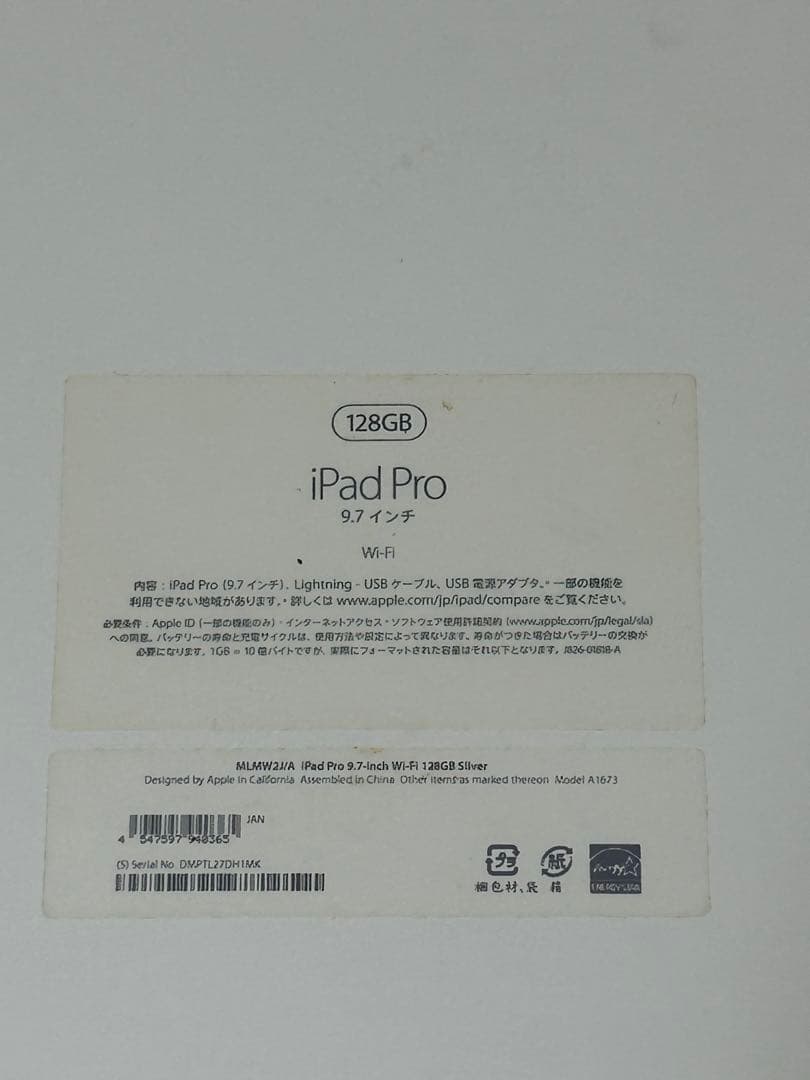 128GB
iPad Pro
9.7 インチ
Wi-Fi
内容：iPad Pro (9.7 インチ)、Lightning - USB ケーブル、USB 電源アダプタ。• 一部の機能を
利用できない地域があります。• 詳しくは www.apple.com/jp/ipad/compare をご覧ください。
必要条件：Apple ID (一部の機能のみ)・インターネットアクセス・ソフトウェア使用許諾契約 (www.apple.com/jp/legal/sla)
への同意。バッテリーの寿命と充電サイクルは、使用方法や設定によって異なります。寿命がつきた場合はバッテリーの交換が
必要になります。1GB = 10 億バイトですが、実際にフォーマットされた容量はそれ以下となります。J826-01818-A
MLMW2J/A iPad Pro 9.7-inch Wi-Fi 128GB Silver
Designed by Apple in California Assembled in China Other items as marked thereon Model A1673
JAN
4 547597 940365
(S) Serial No. DMPTL27DH1MK
プラ 紙
梱包材、袋 箱
ENERGY STAR